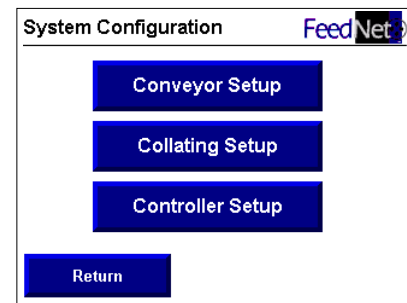 System Configuration
FeedNet
Conveyor Setup
Collating Setup
Controller Setup
Return